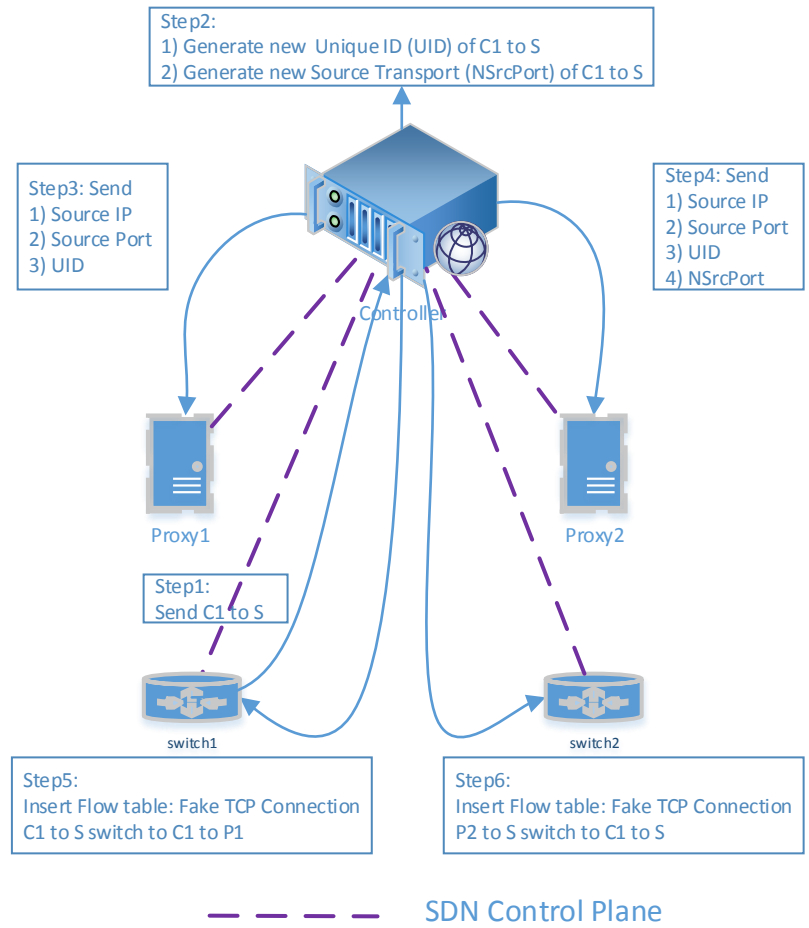 Step2:
1) Generate new Unique ID (UID) of C1 to S
2) Generate new Source Transport (NSrcPort) of C1 to S
Step3: Send
1) Source IP
2) Source Port
3) UID
Step4: Send
1) Source IP
2) Source Port
3) UID
4) NSrcPort
Controller
Proxy1
Proxy2
Step1:
Send C1 to S
switch1
switch2
Step5:
Insert Flow table: Fake TCP Connection
C1 to S switch to C1 to P1
Step6:
Insert Flow table: Fake TCP Connection
P2 to S switch to C1 to S
SDN Control Plane